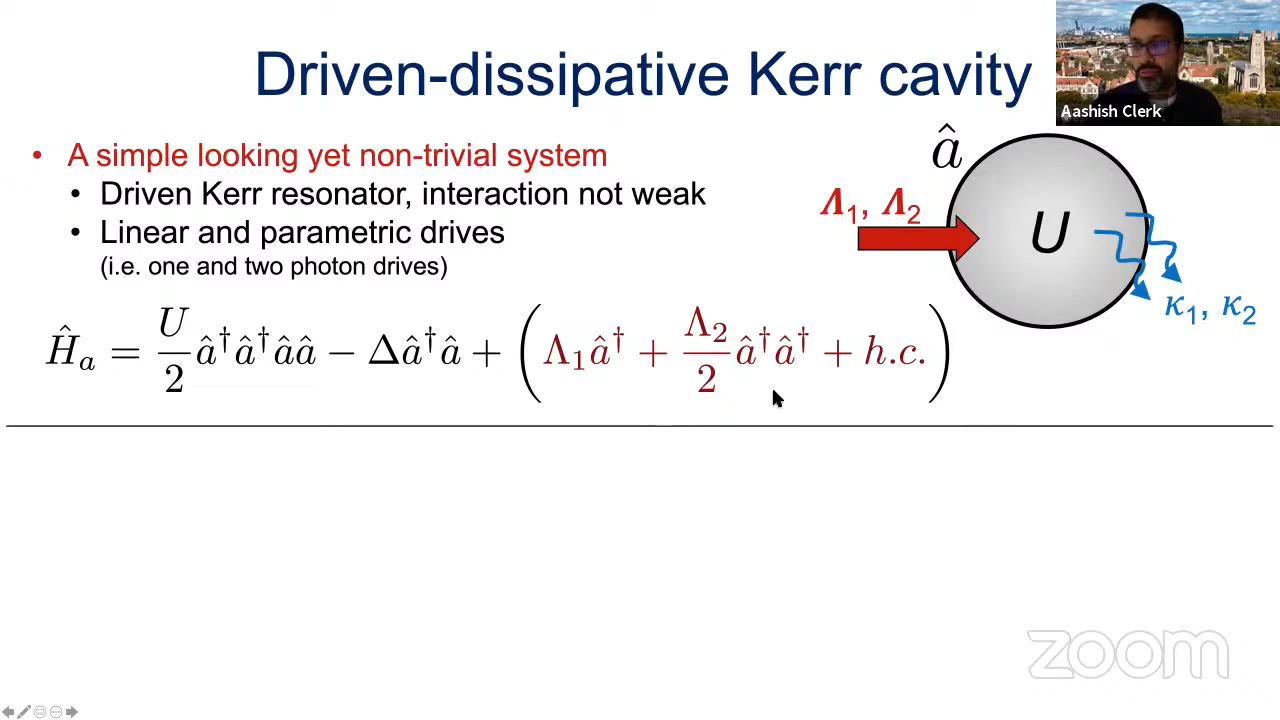 Driven-dissipative Kerr cavity
Aashish Clerk
• A simple looking yet non-trivial system
• Driven Kerr resonator, interaction not weak
• Linear and parametric drives
(i.e. one and two photon drives)
â
Λ₁, Λ₂
U
κ₁, κ₂
Ĥₐ = U/2 â†â†ââ − Δâ†â + (Λ₁â† + Λ₂/2 â†â† + h.c.)
zoom